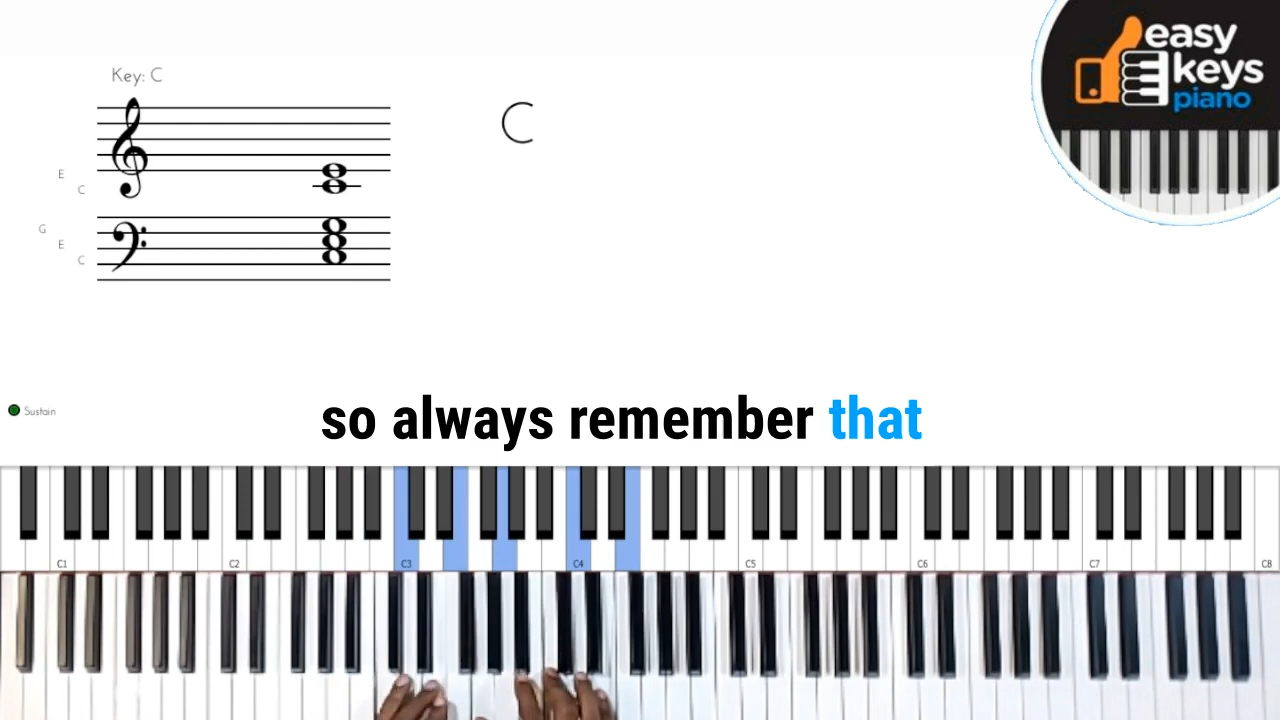 easy
keys
piano
Key: C
C
E
C
G
E
C
Sustain
so always remember that
C1 C2 C3 C4 C5 C6 C7 C8